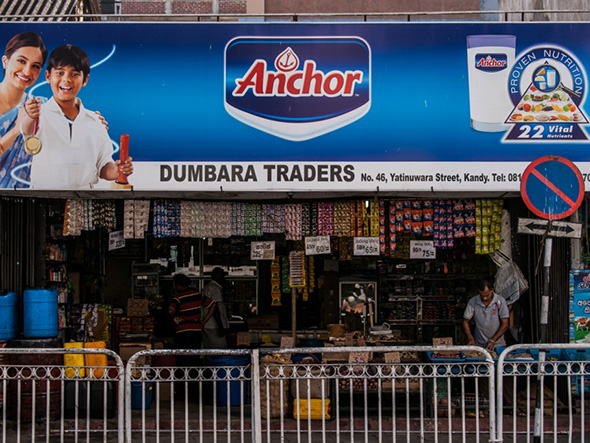 Anchor
Anchor
PROVEN NUTRITION
22 Vital
Nutrients
DUMBARA TRADERS No. 46, Yatinuwara Street, Kandy. Tel: 081